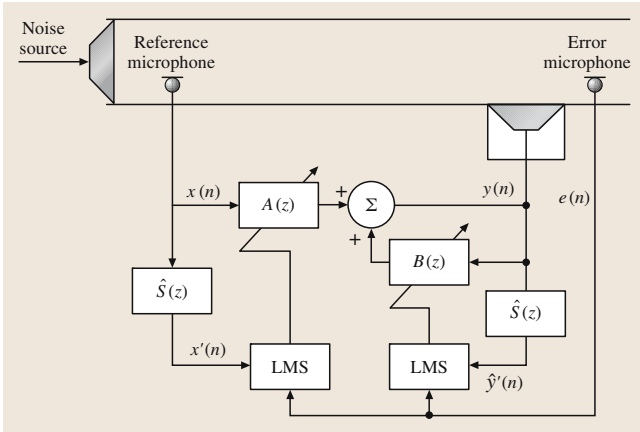 Noise
source
Reference
microphone
Error
microphone
x(n)
A(z)
+
Σ
+
y(n)
e(n)
B(z)
Ŝ(z)
Ŝ(z)
x'(n)
LMS
LMS
ŷ'(n)